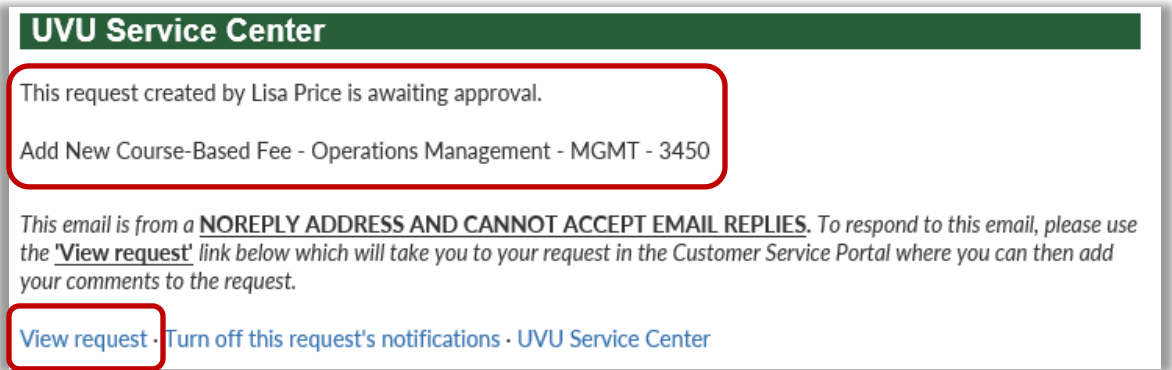 UVU Service Center
This request created by Lisa Price is awaiting approval.
Add New Course-Based Fee - Operations Management - MGMT - 3450
This email is from a NOREPLY ADDRESS AND CANNOT ACCEPT EMAIL REPLIES. To respond to this email, please use
the 'View request' link below which will take you to your request in the Customer Service Portal where you can then add
your comments to the request.
View request · Turn off this request's notifications · UVU Service Center